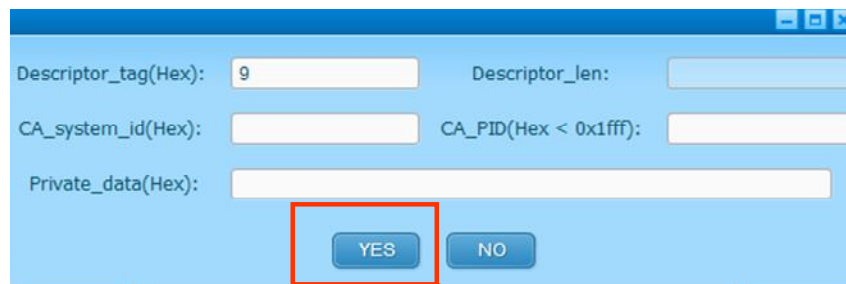 Descriptor_tag(Hex): 9 Descriptor_len:
CA_system_id(Hex): CA_PID(Hex < 0x1fff):
Private_data(Hex):
YES NO